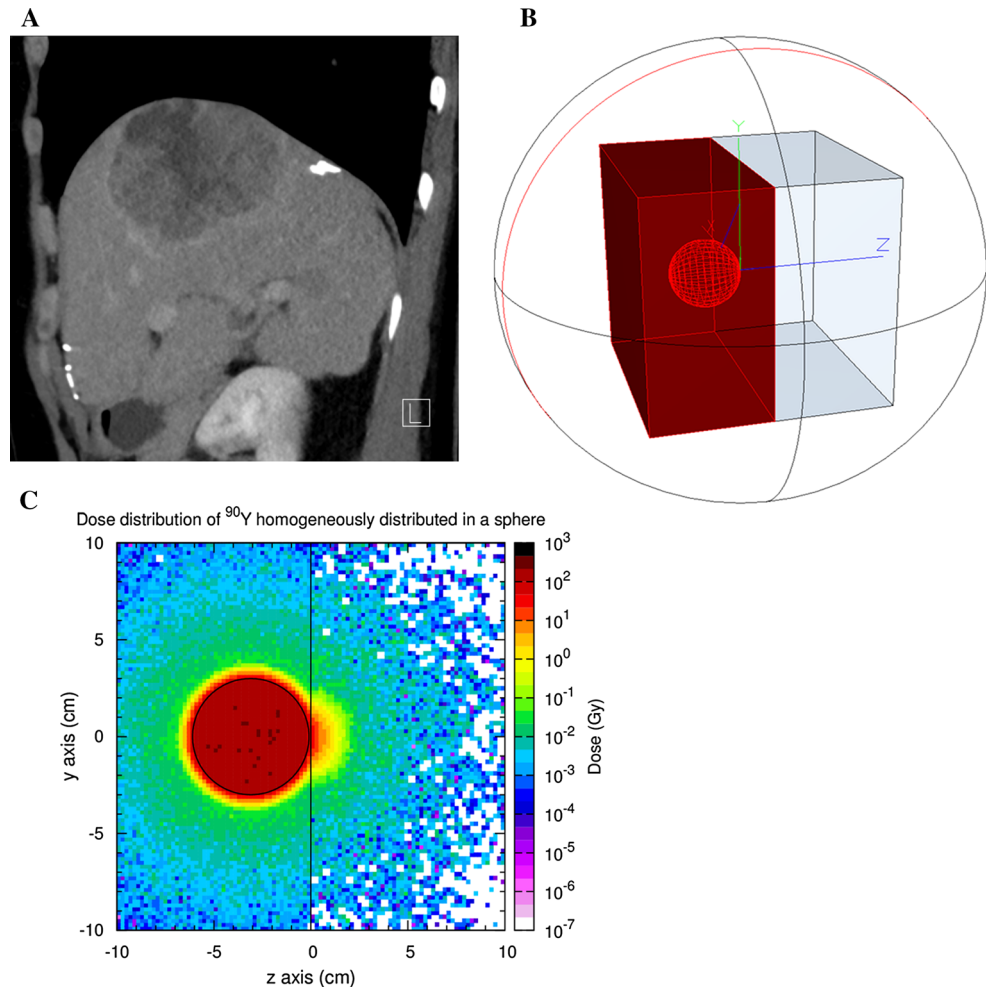 A
B
L
Y
X
Z
C
Dose distribution of ⁹⁰Y homogeneously distributed in a sphere
y axis (cm)
10
5
0
-5
-10
-10
-5
0
5
10
z axis (cm)
10³
10²
10¹
10⁰
10⁻¹
10⁻²
10⁻³
10⁻⁴
10⁻⁵
10⁻⁶
10⁻⁷
Dose (Gy)